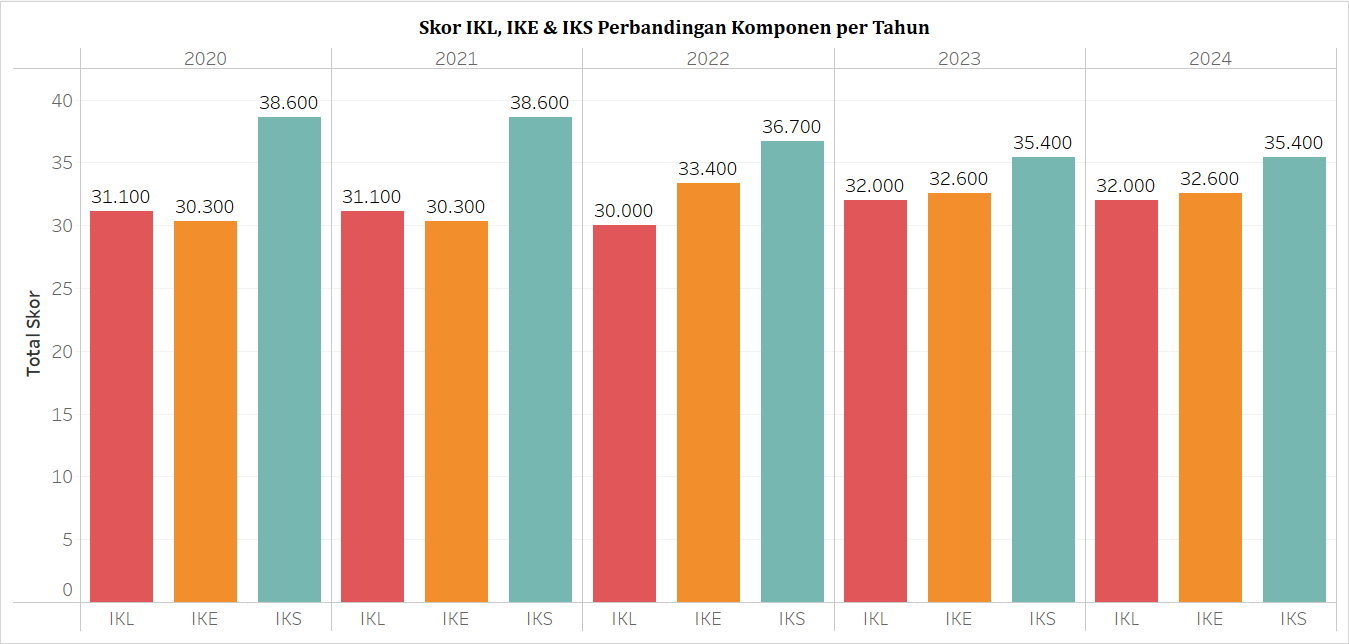 Skor IKL, IKE & IKS Perbandingan Komponen per Tahun
2020 2021 2022 2023 2024
Total Skor
40
35
30
25
20
15
10
5
0
31.100 30.300 38.600
31.100 30.300 38.600
30.000 33.400 36.700
32.000 32.600 35.400
32.000 32.600 35.400
IKL IKE IKS IKL IKE IKS IKL IKE IKS IKL IKE IKS IKL IKE IKS